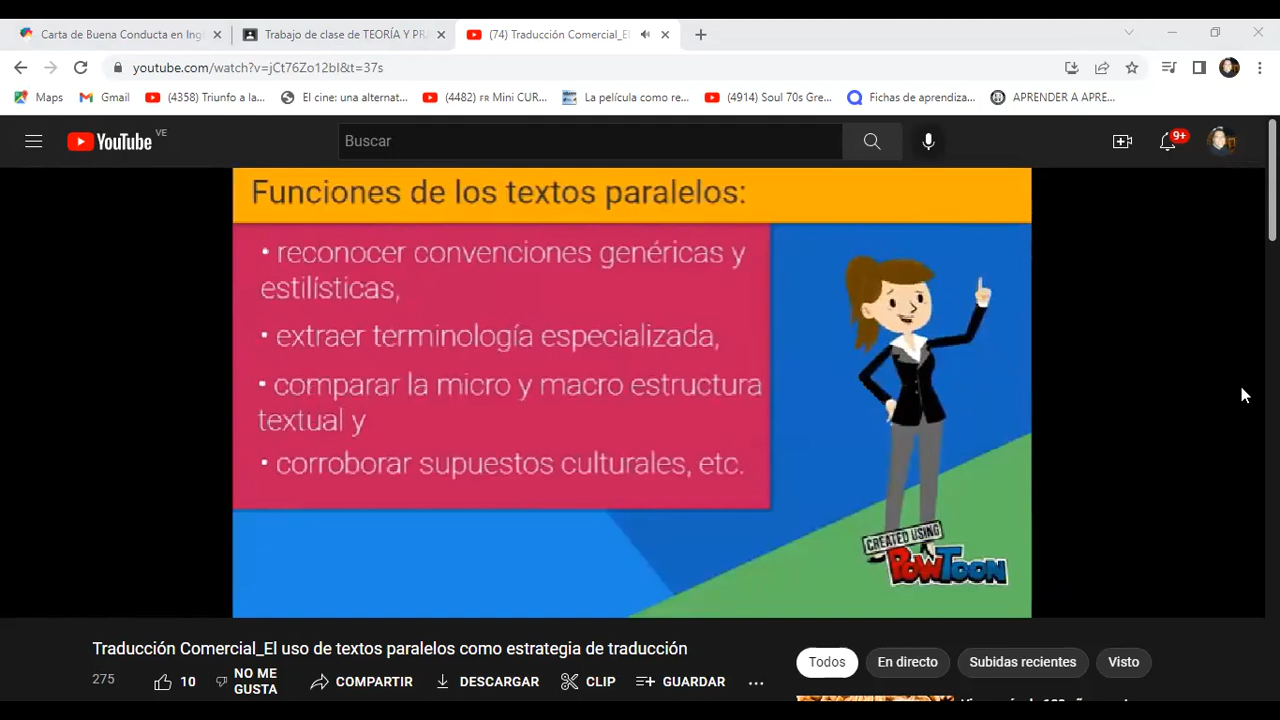 Carta de Buena Conducta en Ing
Trabajo de clase de TEORÍA Y PR
(74) Traducción Comercial_El
youtube.com/watch?v=jCt76Zo12bI&t=37s
Maps
Gmail
(4358) Triunfo a la...
El cine: una alternat...
(4482) FR Mini CUR...
La película como re...
(4914) Soul 70s Gre...
Fichas de aprendiza...
APRENDER A APRE...
YouTube VE
Buscar
9+
Funciones de los textos paralelos:
• reconocer convenciones genéricas y
estilísticas,
• extraer terminología especializada,
• comparar la micro y macro estructura
textual y
• corroborar supuestos culturales, etc.
CREATED USING
POWTOON
Traducción Comercial_El uso de textos paralelos como estrategia de traducción
275
10
NO ME
GUSTA
COMPARTIR
DESCARGAR
CLIP
GUARDAR
...
Todos
En directo
Subidas recientes
Visto